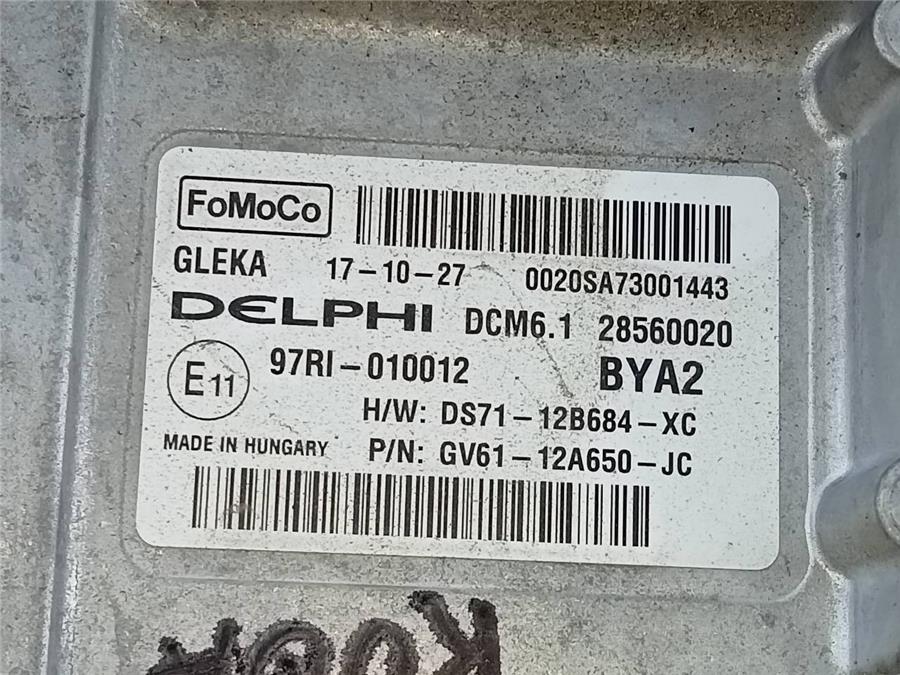 FoMoCo
GLEKA 17-10-27 0020SA73001443
DELPHI DCM6.1 28560020
E11 97RI-010012 BYA2
H/W: DS71-12B684-XC
MADE IN HUNGARY P/N: GV61-12A650-JC